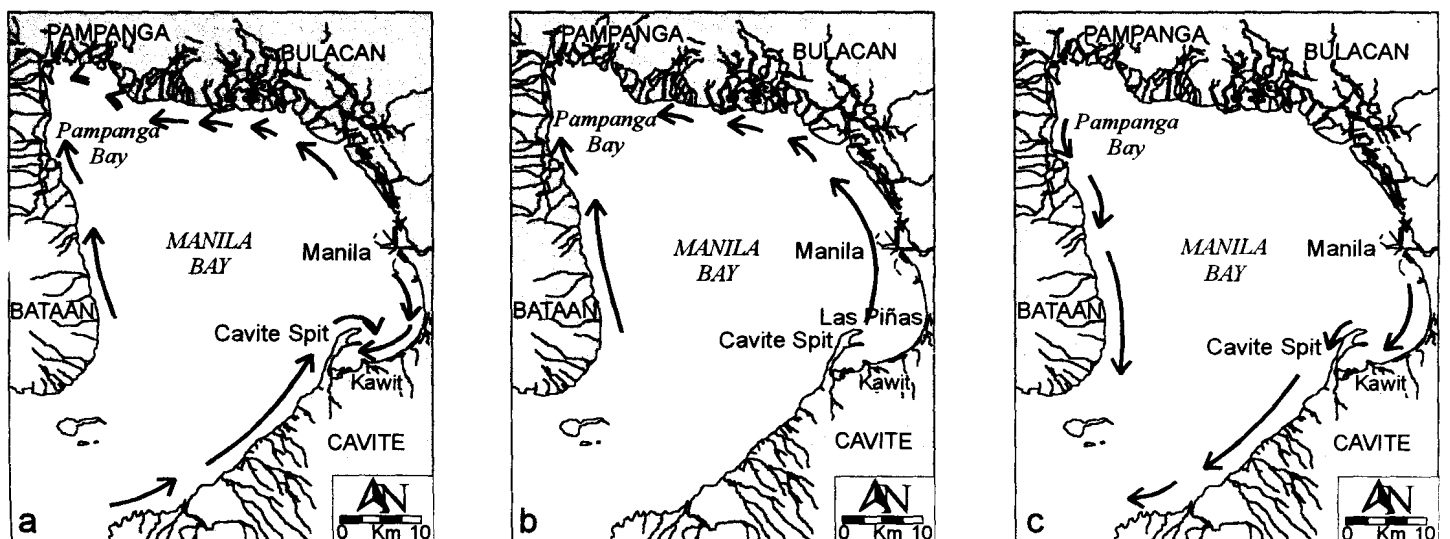 PAMPANGA
BULACAN
Pampanga
Bay
MANILA
BAY
Manila
BATAAN
Cavite Spit
Kawit
CAVITE
N
0 Km 10
a
PAMPANGA
BULACAN
Pampanga
Bay
MANILA
BAY
Manila
BATAAN
Las Piñas
Cavite Spit
Kawit
CAVITE
N
0 Km 10
b
PAMPANGA
BULACAN
Pampanga
Bay
MANILA
BAY
Manila
BATAAN
Cavite Spit
Kawit
CAVITE
N
0 Km 10
c